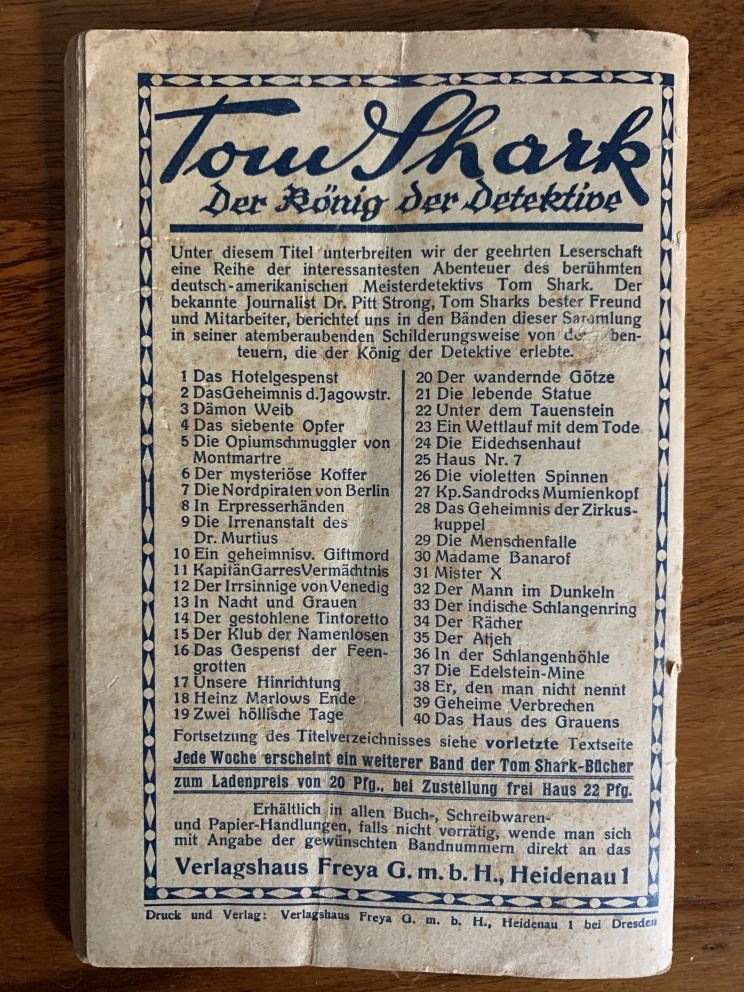 Tom Shark
Der König der Detektive
Unter diesem Titel unterbreiten wir der geehrten Leserschaft
eine Reihe der interessantesten Abenteuer des berühmten
deutsch-amerikanischen Meisterdetektivs Tom Shark. Der
bekannte Journalist Dr. Pitt Strong, Tom Sharks bester Freund
und Mitarbeiter, berichtet uns in den Bänden dieser Sammlung
in seiner atemberaubenden Schilderungsweise von ben-
teuern, die der König der Detektive erlebte.
1 Das Hotelgespenst
2 Das Geheimnis d. Jagowstr.
3 Dämon Weib
4 Das siebente Opfer
5 Die Opiumschmuggler von
Montmartre
6 Der mysteriöse Koffer
7 Die Nordpiraten von Berlin
8 In Erpresserhänden
9 Die Irrenanstalt des
Dr. Murtius
10 Ein geheimnisv. Giftmord
11 Kapitän Garres Vermächtnis
12 Der Irrsinnige von Venedig
13 In Nacht und Grauen
14 Der gestohlene Tintoretto
15 Der Klub der Namenlosen
16 Das Gespenst der Feen-
grotten
17 Unsere Hinrichtung
18 Heinz Marlows Ende
19 Zwei höllische Tage
20 Der wandernde Götze
21 Die lebende Statue
22 Unter dem Tauenstein
23 Ein Wettlauf mit dem Tode
24 Die Eidechsenhaut
25 Haus Nr. 7
26 Die violetten Spinnen
27 Kp. Sandrocks Mumienkopf
28 Das Geheimnis der Zirkus-
kuppel
29 Die Menschenfalle
30 Madame Banarof
31 Mister X
32 Der Mann im Dunkeln
33 Der indische Schlangenring
34 Der Rächer
35 Der Atjeh
36 In der Schlangenhöhle
37 Die Edelstein-Mine
38 Er, den man nicht nennt
39 Geheime Verbrechen
40 Das Haus des Grauens
Fortsetzung des Titelverzeichnisses siehe vorletzte Textseite
Jede Woche erscheint ein weiterer Band der Tom Shark-Bücher
zum Ladenpreis von 20 Pfg., bei Zustellung frei Haus 22 Pfg.
Erhältlich in allen Buch-, Schreibwaren-
und Papier-Handlungen, falls nicht vorrätig, wende man sich
mit Angabe der gewünschten Bandnummern direkt an das
Verlagshaus Freya G. m. b. H., Heidenau 1
Druck und Verlag: Verlagshaus Freya G. m. b. H., Heidenau 1 bei Dresden